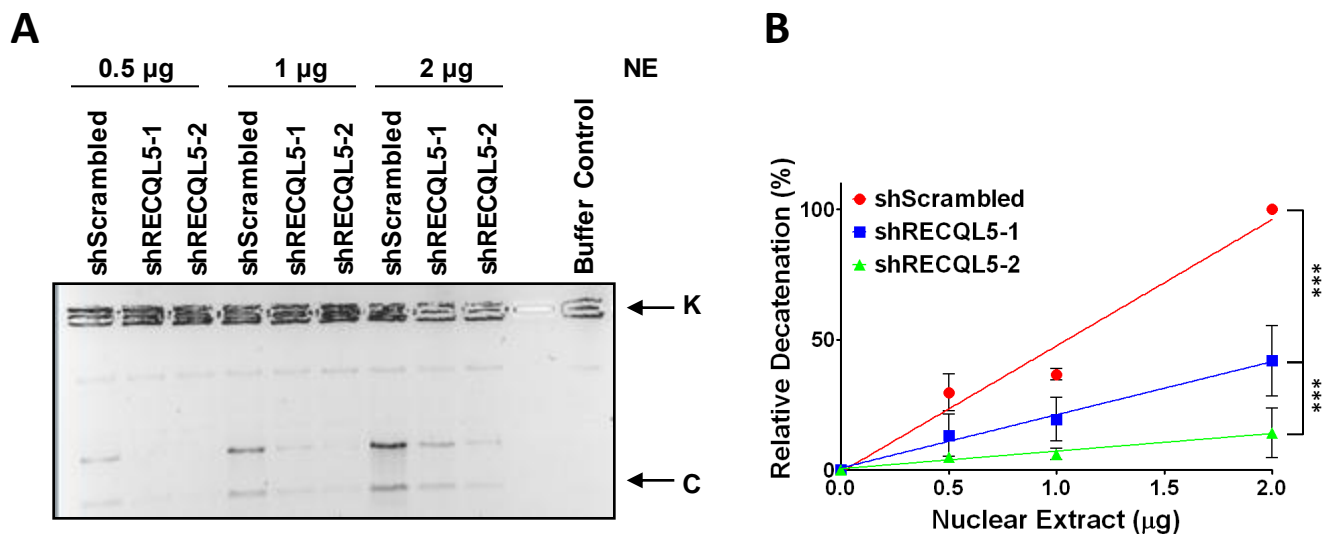 A
0.5 µg 1 µg 2 µg NE
shScrambled
shRECQL5-1
shRECQL5-2
shScrambled
shRECQL5-1
shRECQL5-2
shScrambled
shRECQL5-1
shRECQL5-2
Buffer Control
K
C
B
Relative Decatenation (%)
100
50
0
shScrambled
shRECQL5-1
shRECQL5-2
***
***
0.0 0.5 1.0 1.5 2.0
Nuclear Extract (µg)